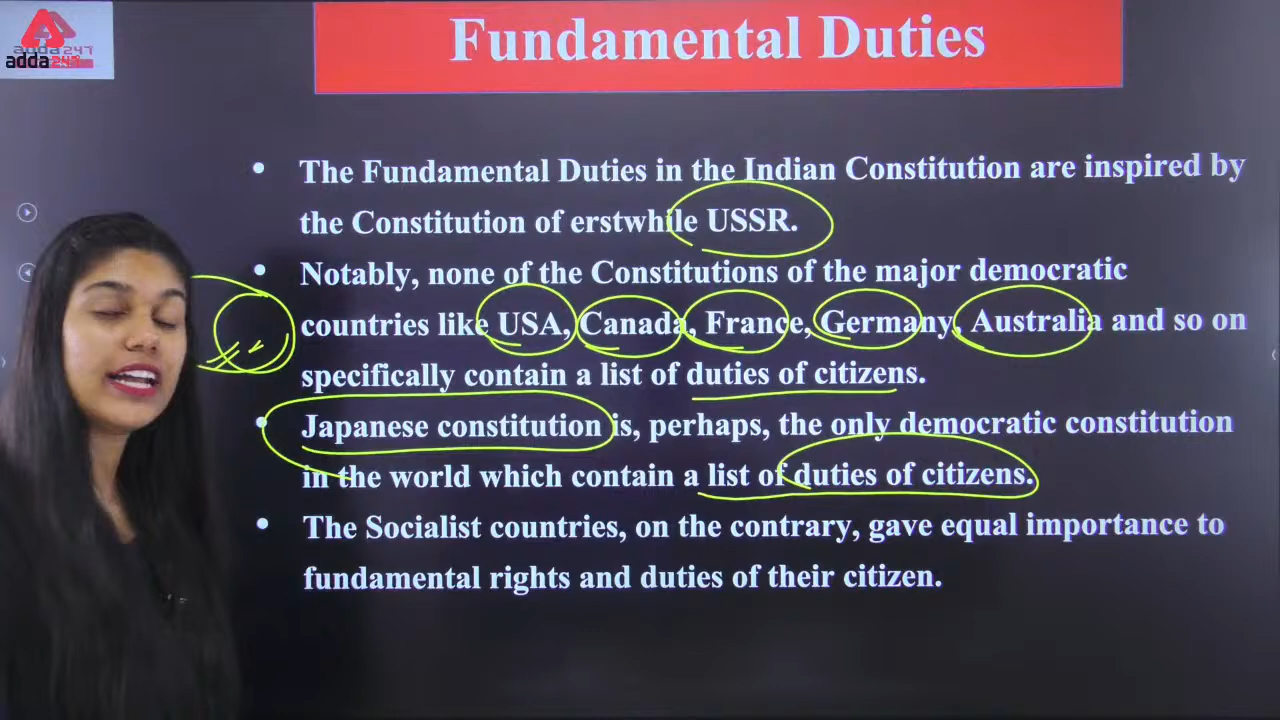 adda247
adda247
Fundamental Duties
• The Fundamental Duties in the Indian Constitution are inspired by
the Constitution of erstwhile USSR.
• Notably, none of the Constitutions of the major democratic
countries like USA, Canada, France, Germany, Australia and so on
specifically contain a list of duties of citizens.
• Japanese constitution is, perhaps, the only democratic constitution
in the world which contain a list of duties of citizens.
• The Socialist countries, on the contrary, gave equal importance to
fundamental rights and duties of their citizen.